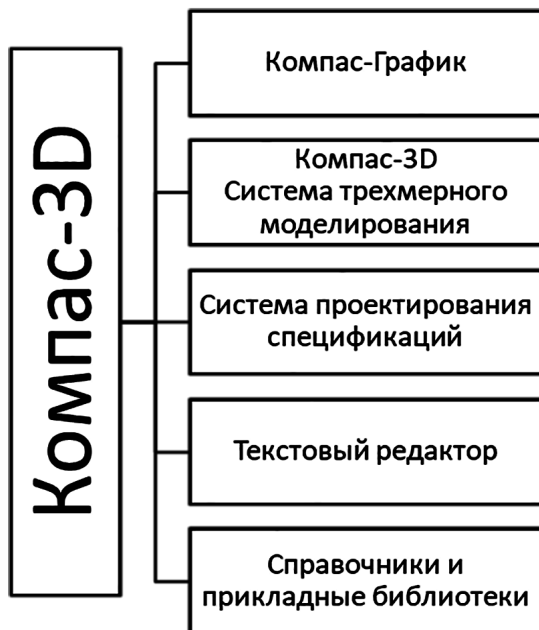 Компас-3D
Компас-График
Компас-3D
Система трехмерного
моделирования
Система проектирования
спецификаций
Текстовый редактор
Справочники и
прикладные библиотеки